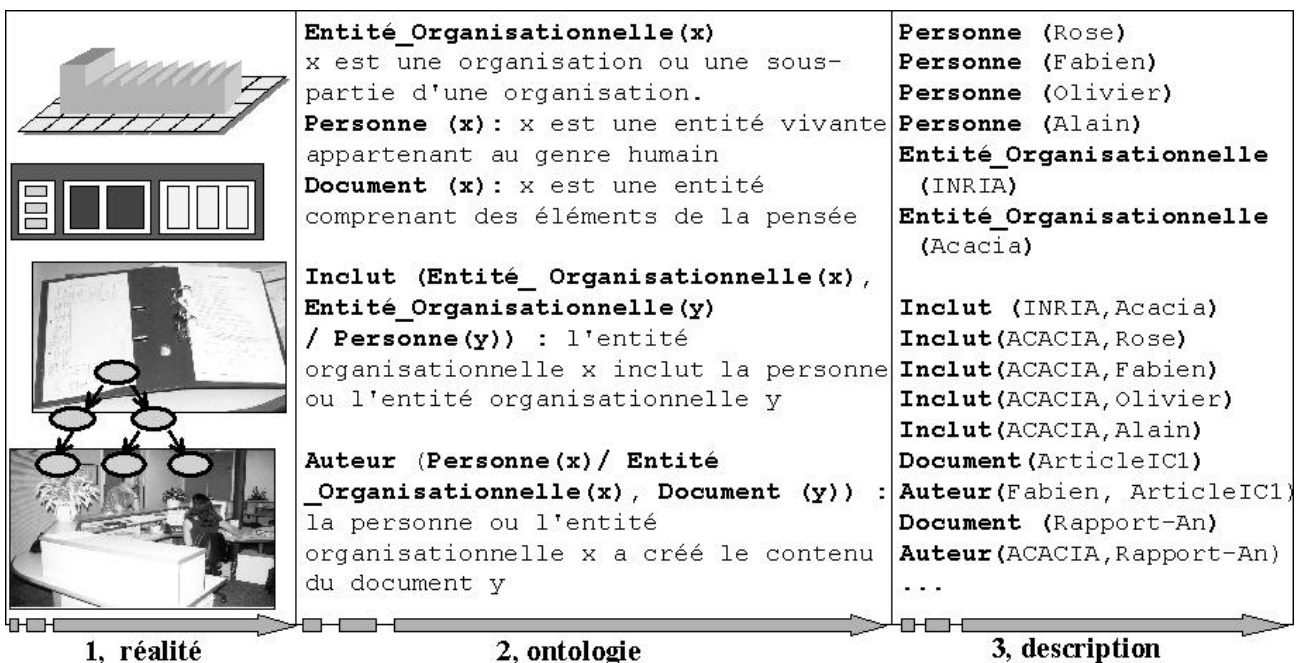 Entité_Organisationnelle(x)
x est une organisation ou une sous-
partie d'une organisation.
Personne (x): x est une entité vivante
appartenant au genre humain
Document (x): x est une entité
comprenant des éléments de la pensée
Inclut (Entité_ Organisationnelle(x),
Entité_Organisationnelle(y)
/ Personne(y)) : l'entité
organisationnelle x inclut la personne
ou l'entité organisationnelle y
Auteur (Personne(x)/ Entité
_Organisationnelle(x), Document (y)) :
la personne ou l'entité
organisationnelle x a créé le contenu
du document y
Personne (Rose)
Personne (Fabien)
Personne (Olivier)
Personne (Alain)
Entité_Organisationnelle
(INRIA)
Entité_Organisationnelle
(Acacia)
Inclut (INRIA,Acacia)
Inclut(ACACIA,Rose)
Inclut(ACACIA,Fabien)
Inclut(ACACIA,Olivier)
Inclut(ACACIA,Alain)
Document(ArticleIC1)
Auteur(Fabien, ArticleIC1)
Document (Rapport-An)
Auteur(ACACIA,Rapport-An)
...
1, réalité
2, ontologie
3, description